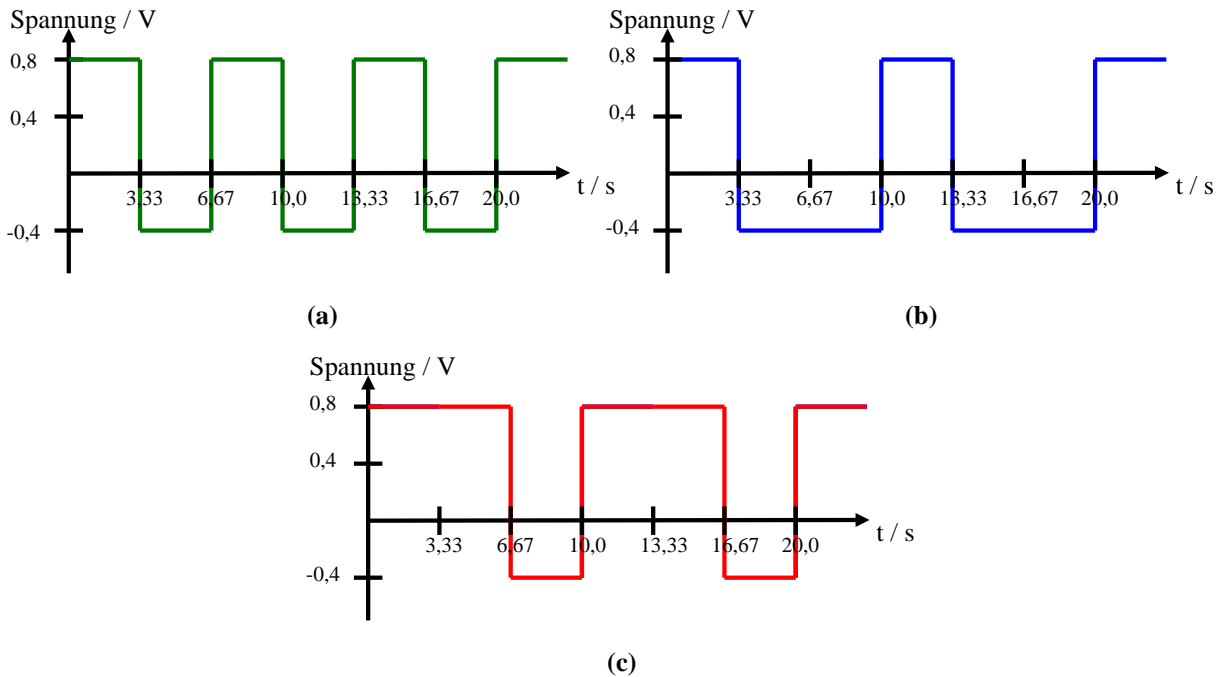 Spannung / V
0,8
0,4
-0,4
3,33 6,67 10,0 13,33 16,67 20,0
t / s
(a)
Spannung / V
0,8
0,4
-0,4
3,33 6,67 10,0 13,33 16,67 20,0
t / s
(b)
Spannung / V
0,8
0,4
-0,4
3,33 6,67 10,0 13,33 16,67 20,0
t / s
(c)